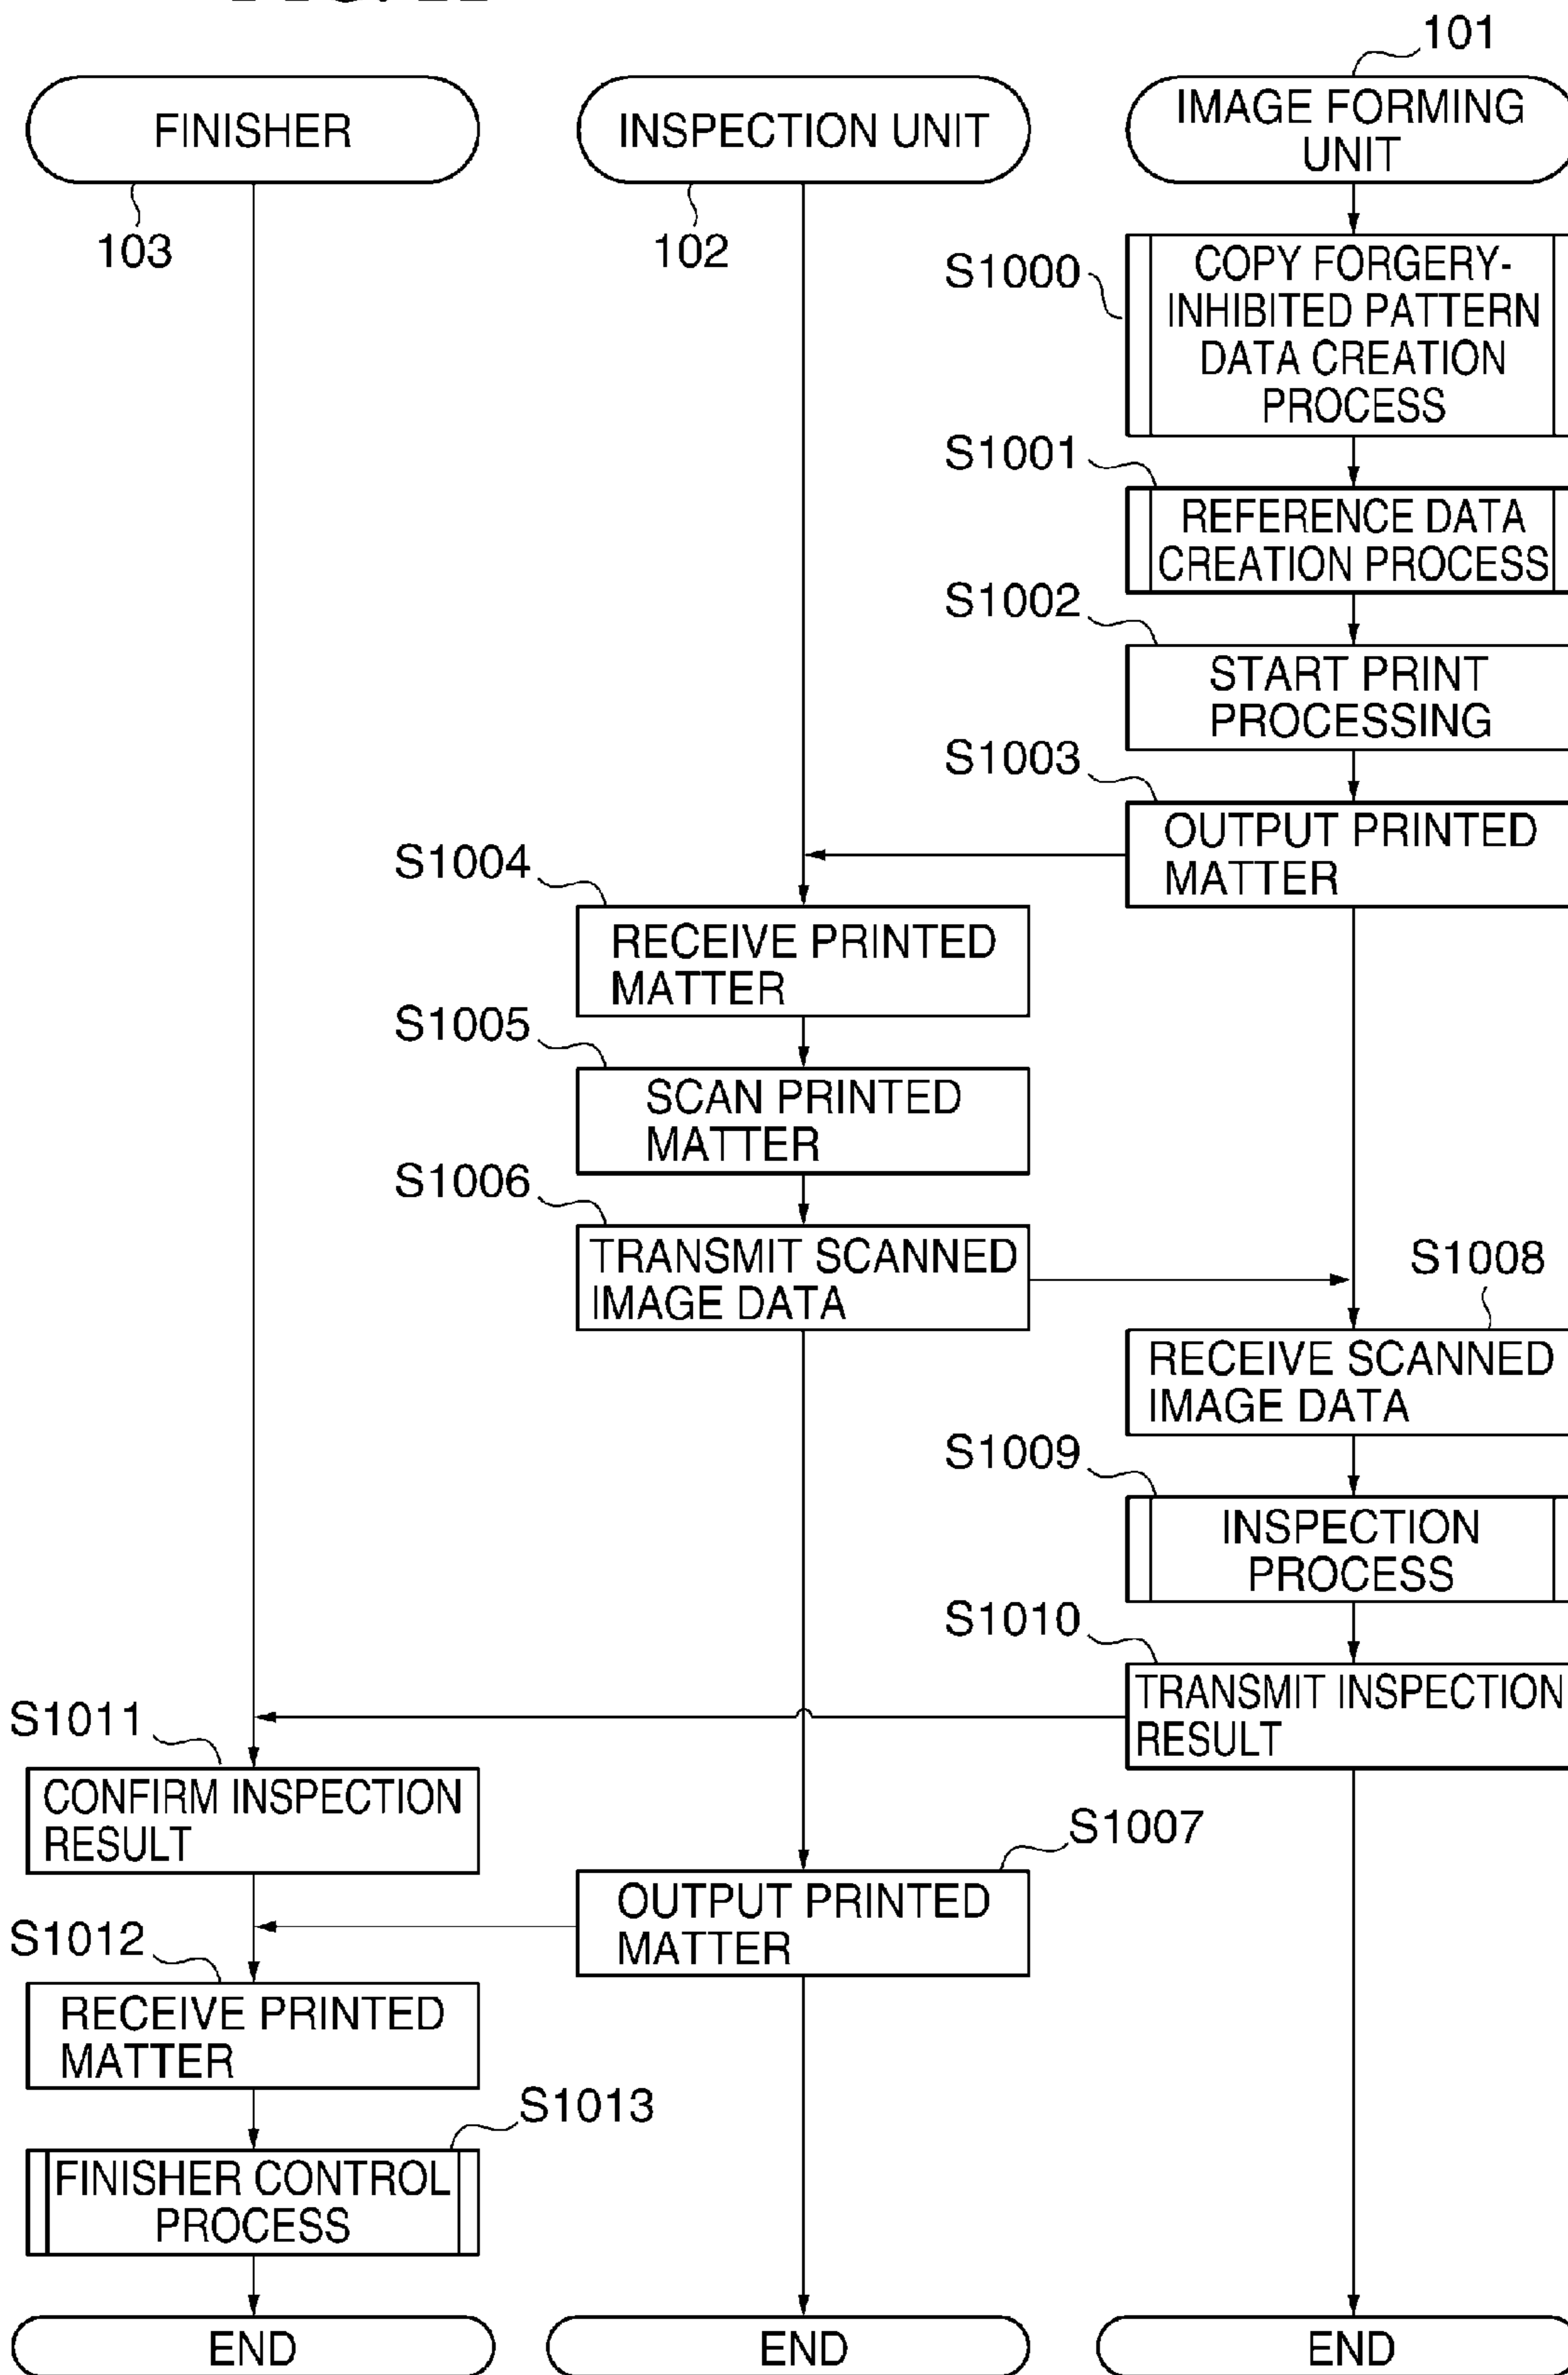 101
FINISHER
INSPECTION UNIT
IMAGE FORMING
UNIT
103
102
S1000
COPY FORGERY-
INHIBITED PATTERN
DATA CREATION
PROCESS
S1001
REFERENCE DATA
CREATION PROCESS
S1002
START PRINT
PROCESSING
S1003
OUTPUT PRINTED
MATTER
S1004
RECEIVE PRINTED
MATTER
S1005
SCAN PRINTED
MATTER
S1006
TRANSMIT SCANNED
IMAGE DATA
S1008
RECEIVE SCANNED
IMAGE DATA
S1009
INSPECTION
PROCESS
S1010
TRANSMIT INSPECTION
RESULT
S1011
CONFIRM INSPECTION
RESULT
S1007
OUTPUT PRINTED
MATTER
S1012
RECEIVE PRINTED
MATTER
S1013
FINISHER CONTROL
PROCESS
END
END
END